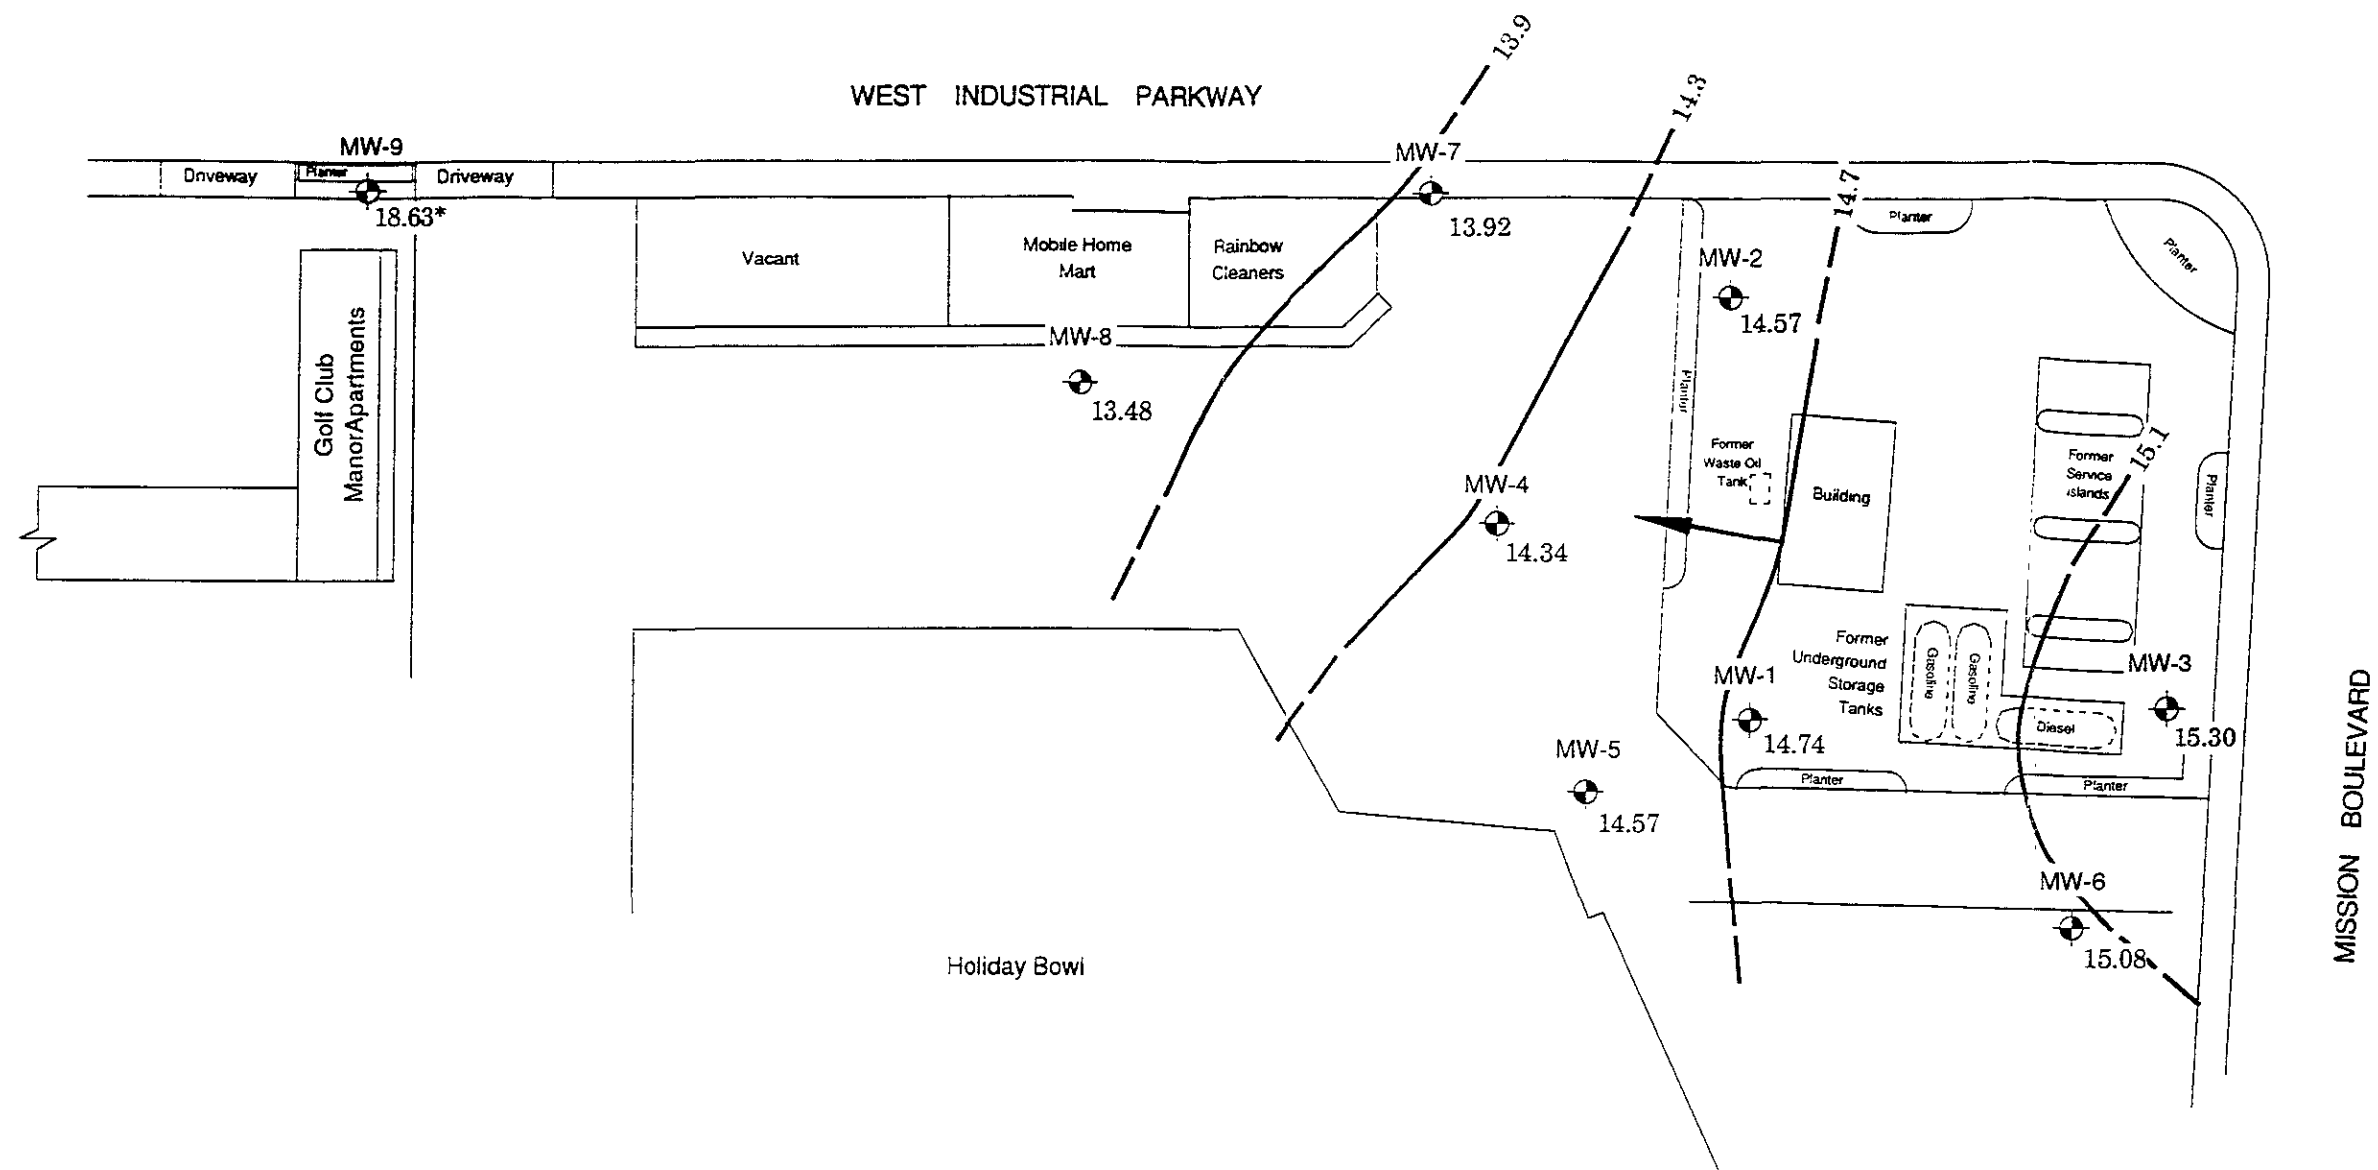 13.9
14.3
WEST INDUSTRIAL PARKWAY
MW-9
MW-7
Driveway
Planter
Driveway
18.63*
13.92
14.7
Planter
Planter
Vacant
Mobile Home
Mart
Rainbow
Cleaners
MW-2
14.57
MW-8
13.48
Golf Club
ManorApartments
Planter
Former
Waste Oil
Tank
Building
15.1
Former
Service
Islands
Planter
MW-4
14.34
Former
Underground
Storage
Tanks
Gasoline
Gasoline
Diesel
MW-3
15.30
MW-1
14.74
MW-5
14.57
Planter
Planter
MW-6
15.08
Holiday Bowl
MISSION BOULEVARD